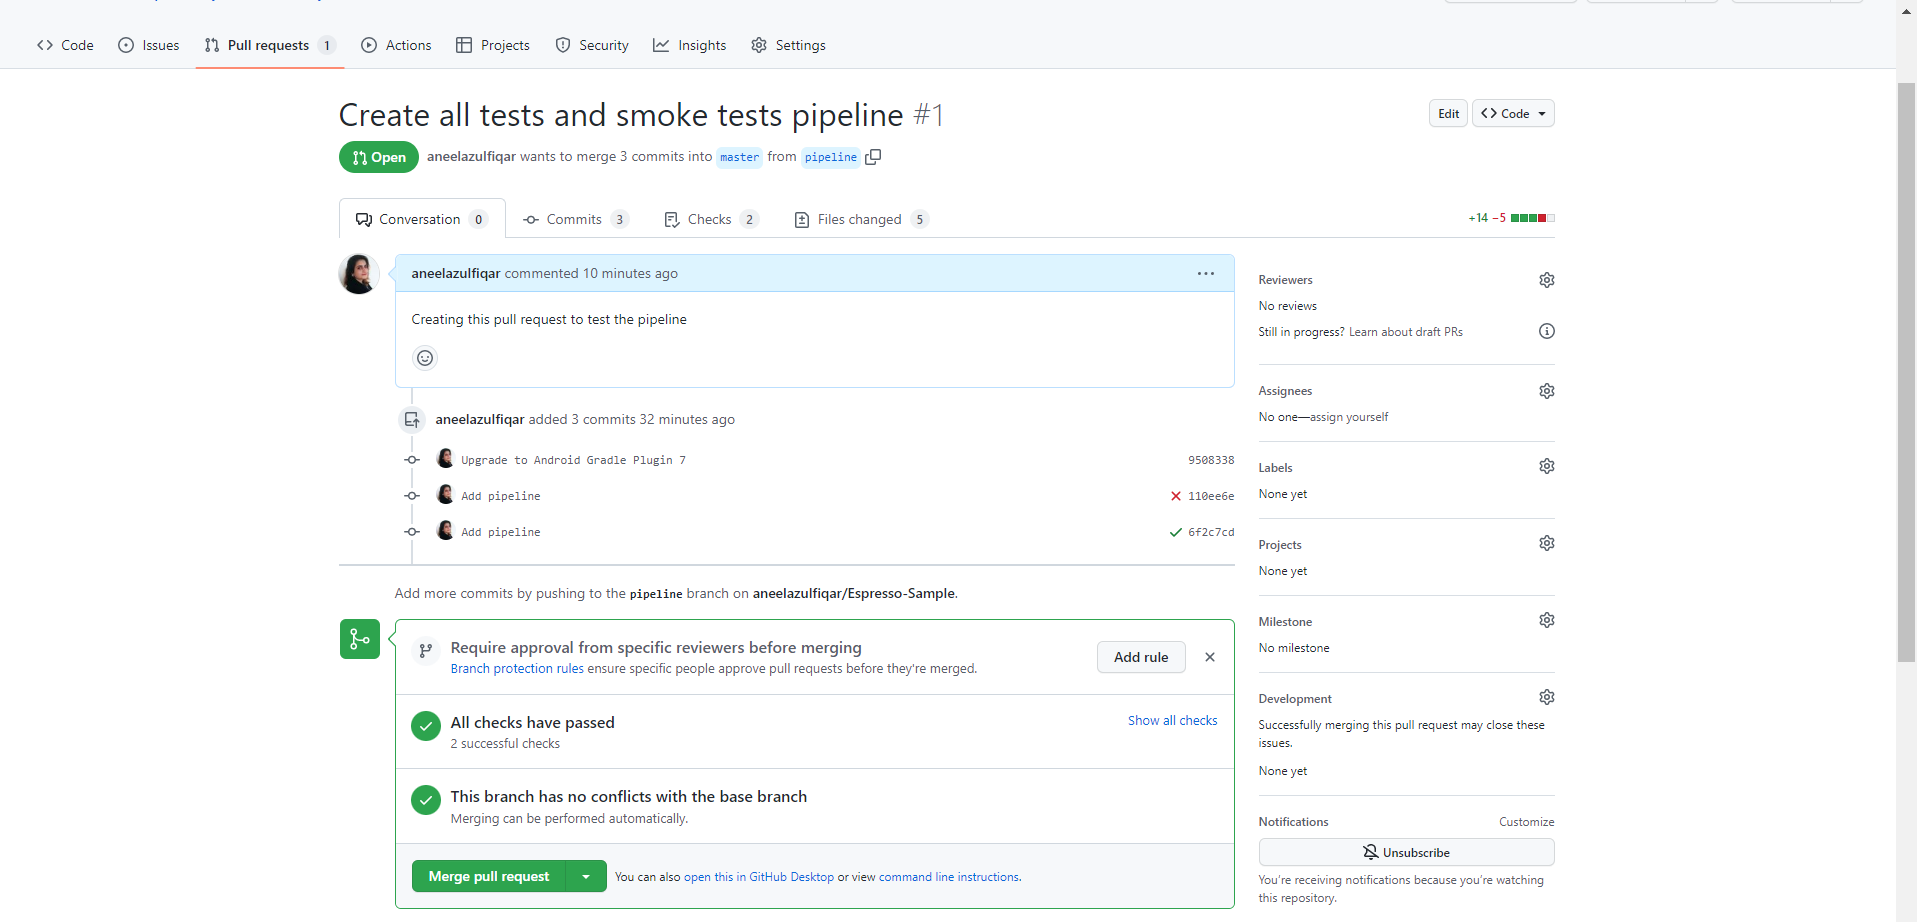 Code Issues Pull requests 1 Actions Projects Security Insights Settings
Create all tests and smoke tests pipeline #1
Edit Code
Open aneelazulfiqar wants to merge 3 commits into master from pipeline
Conversation 0 Commits 3 Checks 2 Files changed 5
+14 −5
aneelazulfiqar commented 10 minutes ago
Creating this pull request to test the pipeline
aneelazulfiqar added 3 commits 32 minutes ago
Upgrade to Android Gradle Plugin 7 9508338
Add pipeline 110ee6e
Add pipeline 6f2c7cd
Add more commits by pushing to the pipeline branch on aneelazulfiqar/Espresso-Sample.
Require approval from specific reviewers before merging
Branch protection rules ensure specific people approve pull requests before they're merged.
Add rule
All checks have passed
2 successful checks
Show all checks
This branch has no conflicts with the base branch
Merging can be performed automatically.
Merge pull request You can also open this in GitHub Desktop or view command line instructions.
Reviewers
No reviews
Still in progress? Learn about draft PRs
Assignees
No one—assign yourself
Labels
None yet
Projects
None yet
Milestone
No milestone
Development
Successfully merging this pull request may close these
issues.
None yet
Notifications Customize
Unsubscribe
You're receiving notifications because you're watching
this repository.